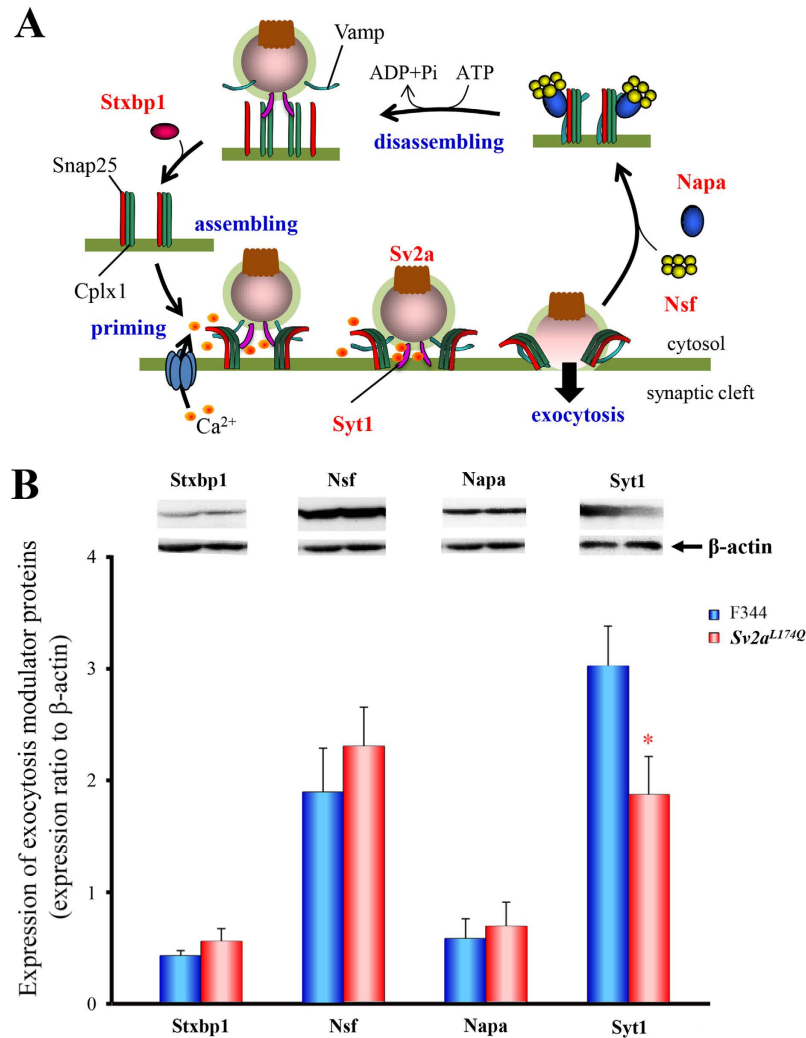 A
Vamp
ADP+Pi
ATP
Stxbp1
disassembling
Snap25
Napa
assembling
Sv2a
Cplx1
Nsf
priming
cytosol
synaptic cleft
Ca2+
Syt1
exocytosis
B
Stxbp1
Nsf
Napa
Syt1
β-actin
Expression of exocytosis modulator proteins
(expression ratio to β-actin)
4
3
2
1
0
F344
Sv2aL174Q
*
Stxbp1
Nsf
Napa
Syt1